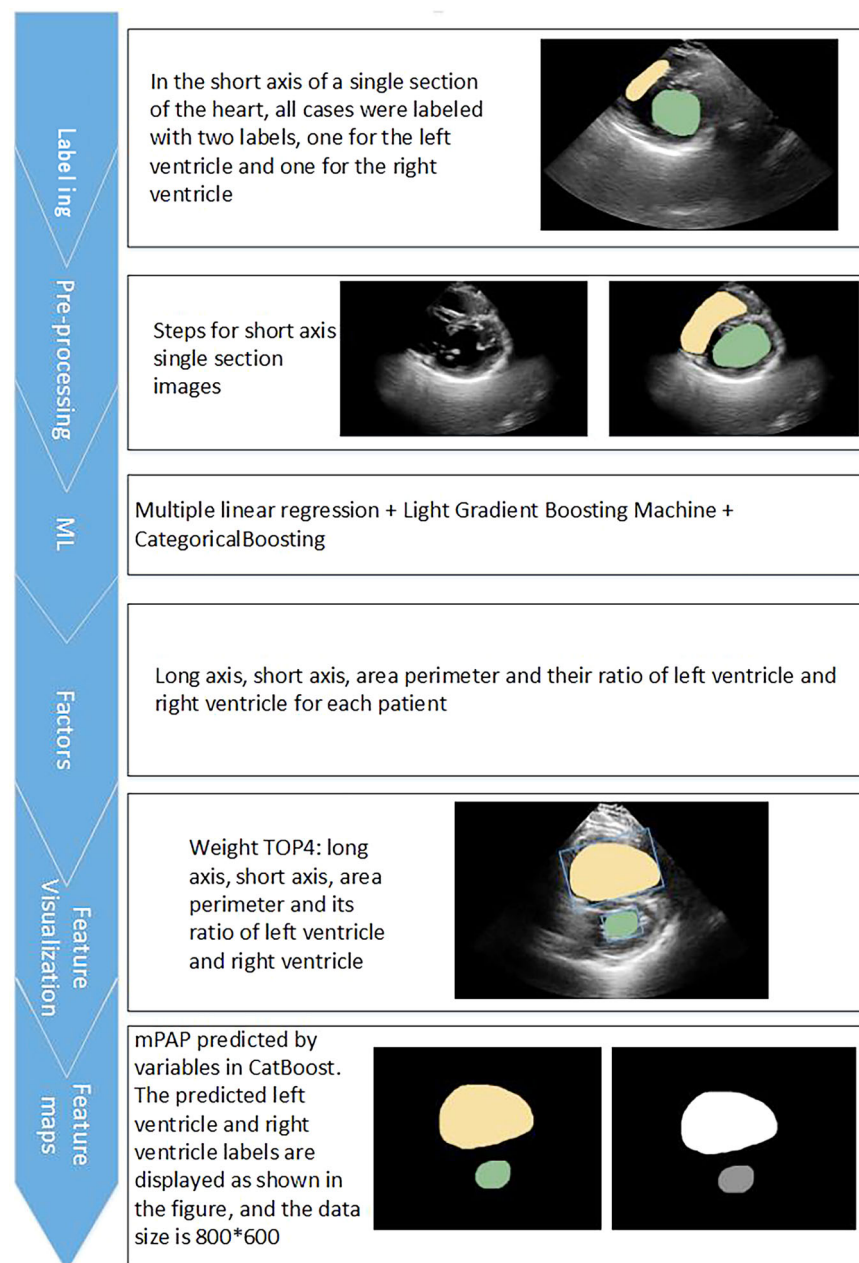 Labeling
In the short axis of a single section
of the heart, all cases were labeled
with two labels, one for the left
ventricle and one for the right
ventricle
Pre-processing
Steps for short axis
single section
images
ML
Multiple linear regression + Light Gradient Boosting Machine +
CategoricalBoosting
Factors
Long axis, short axis, area perimeter and their ratio of left ventricle and
right ventricle for each patient
Feature
Visualization
Weight TOP4: long
axis, short axis, area
perimeter and its
ratio of left ventricle
and right ventricle
Feature
maps
mPAP predicted by
variables in CatBoost.
The predicted left
ventricle and right
ventricle labels are
displayed as shown in
the figure, and the data
size is 800*600